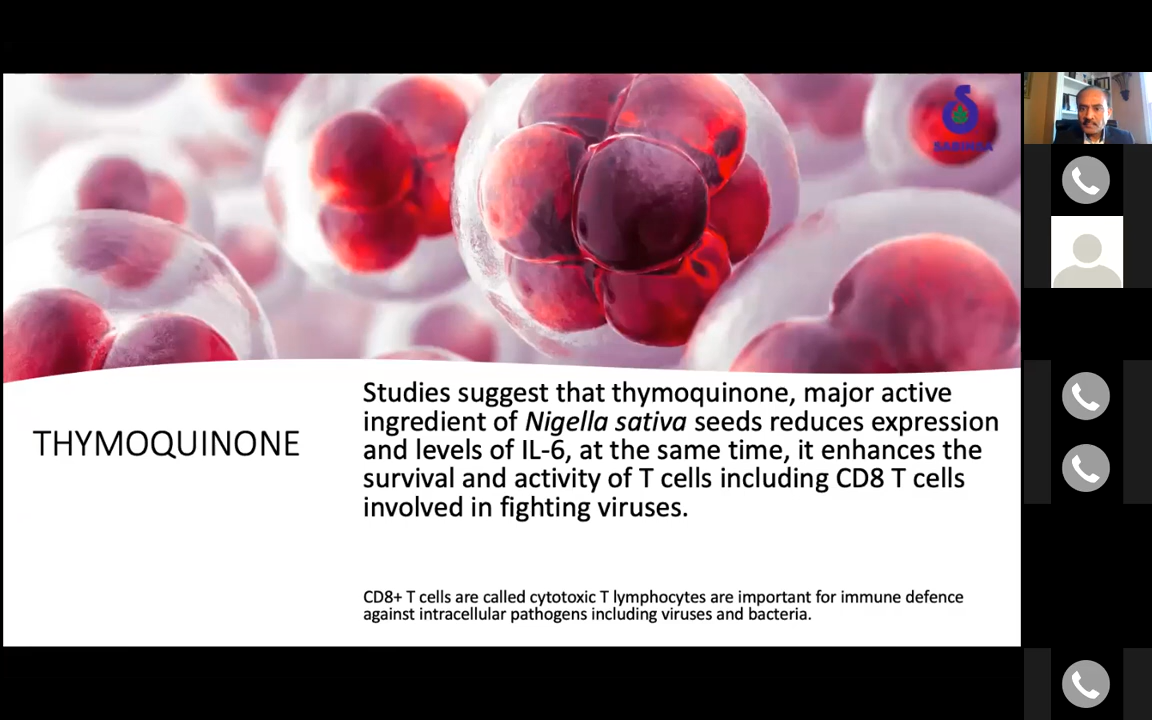 SABINSA
THYMOQUINONE
Studies suggest that thymoquinone, major active
ingredient of Nigella sativa seeds reduces expression
and levels of IL-6, at the same time, it enhances the
survival and activity of T cells including CD8 T cells
involved in fighting viruses.
CD8+ T cells are called cytotoxic T lymphocytes are important for immune defence
against intracellular pathogens including viruses and bacteria.